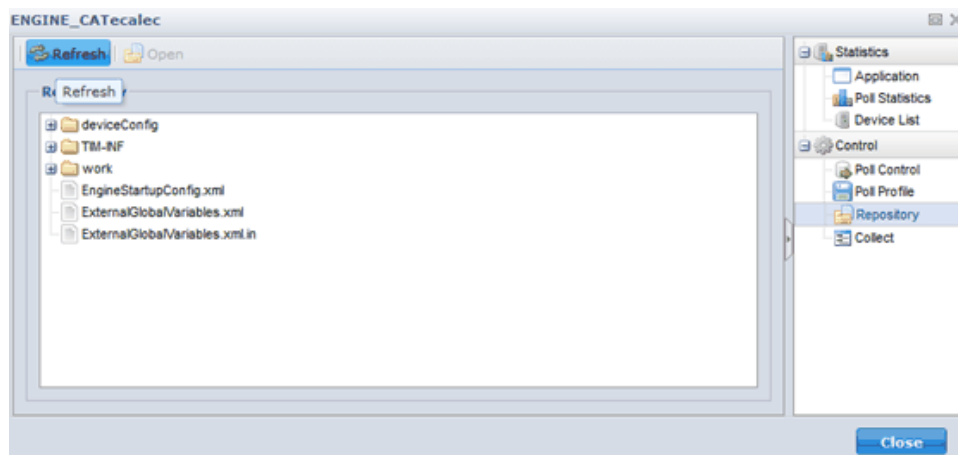 ENGINE_CATecalec
Refresh Open
Refresh
deviceConfig
TIM-INF
work
EngineStartupConfig.xml
ExternalGlobalVariables.xml
ExternalGlobalVariables.xml.in
Statistics
Application
Poll Statistics
Device List
Control
Poll Control
Poll Profile
Repository
Collect
Close